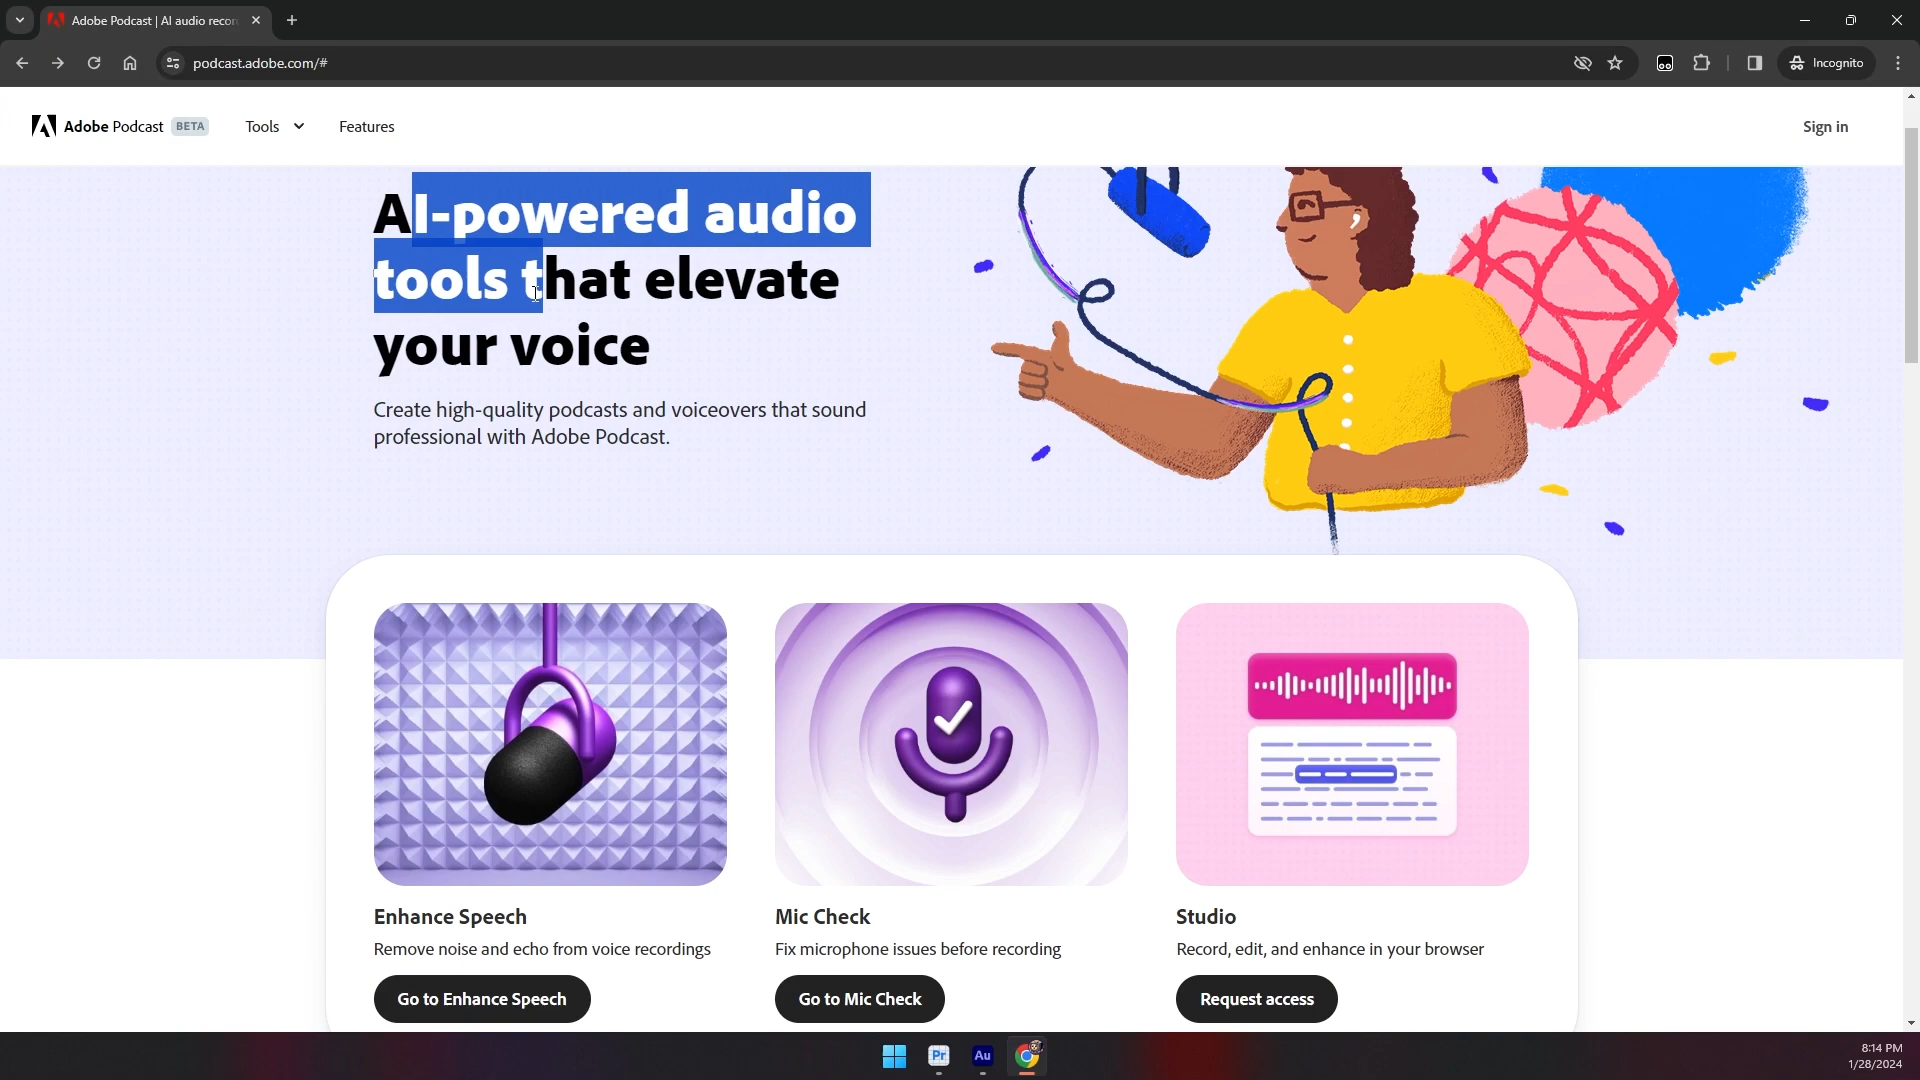 Adobe Podcast | AI audio recor
podcast.adobe.com/#
Incognito
Adobe Podcast BETA
Tools
Features
Sign in
AI-powered audio
tools that elevate
your voice
Create high-quality podcasts and voiceovers that sound
professional with Adobe Podcast.
Enhance Speech
Remove noise and echo from voice recordings
Go to Enhance Speech
Mic Check
Fix microphone issues before recording
Go to Mic Check
Studio
Record, edit, and enhance in your browser
Request access
Pr
Au
8:14 PM
1/28/2024